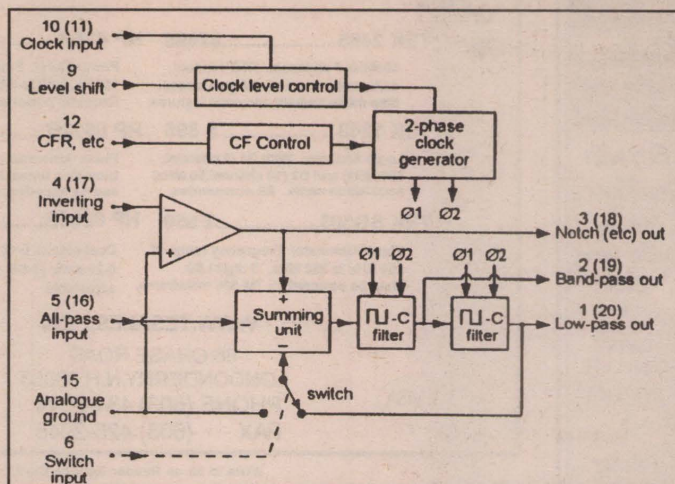 10 (11)
Clock input
9
Level shift
Clock level control
12
CFR, etc
CF Control
2-phase
clock
generator
4 (17)
Inverting
input
Ø1 Ø2
3 (18)
Notch (etc) out
Ø1 Ø2
Ø1 Ø2
2 (19)
Band-pass out
5 (16)
All-pass
input
+
Summing
unit
−
-C
filter
-C
filter
1 (20)
Low-pass out
15
Analogue
ground
switch
6
Switch
input